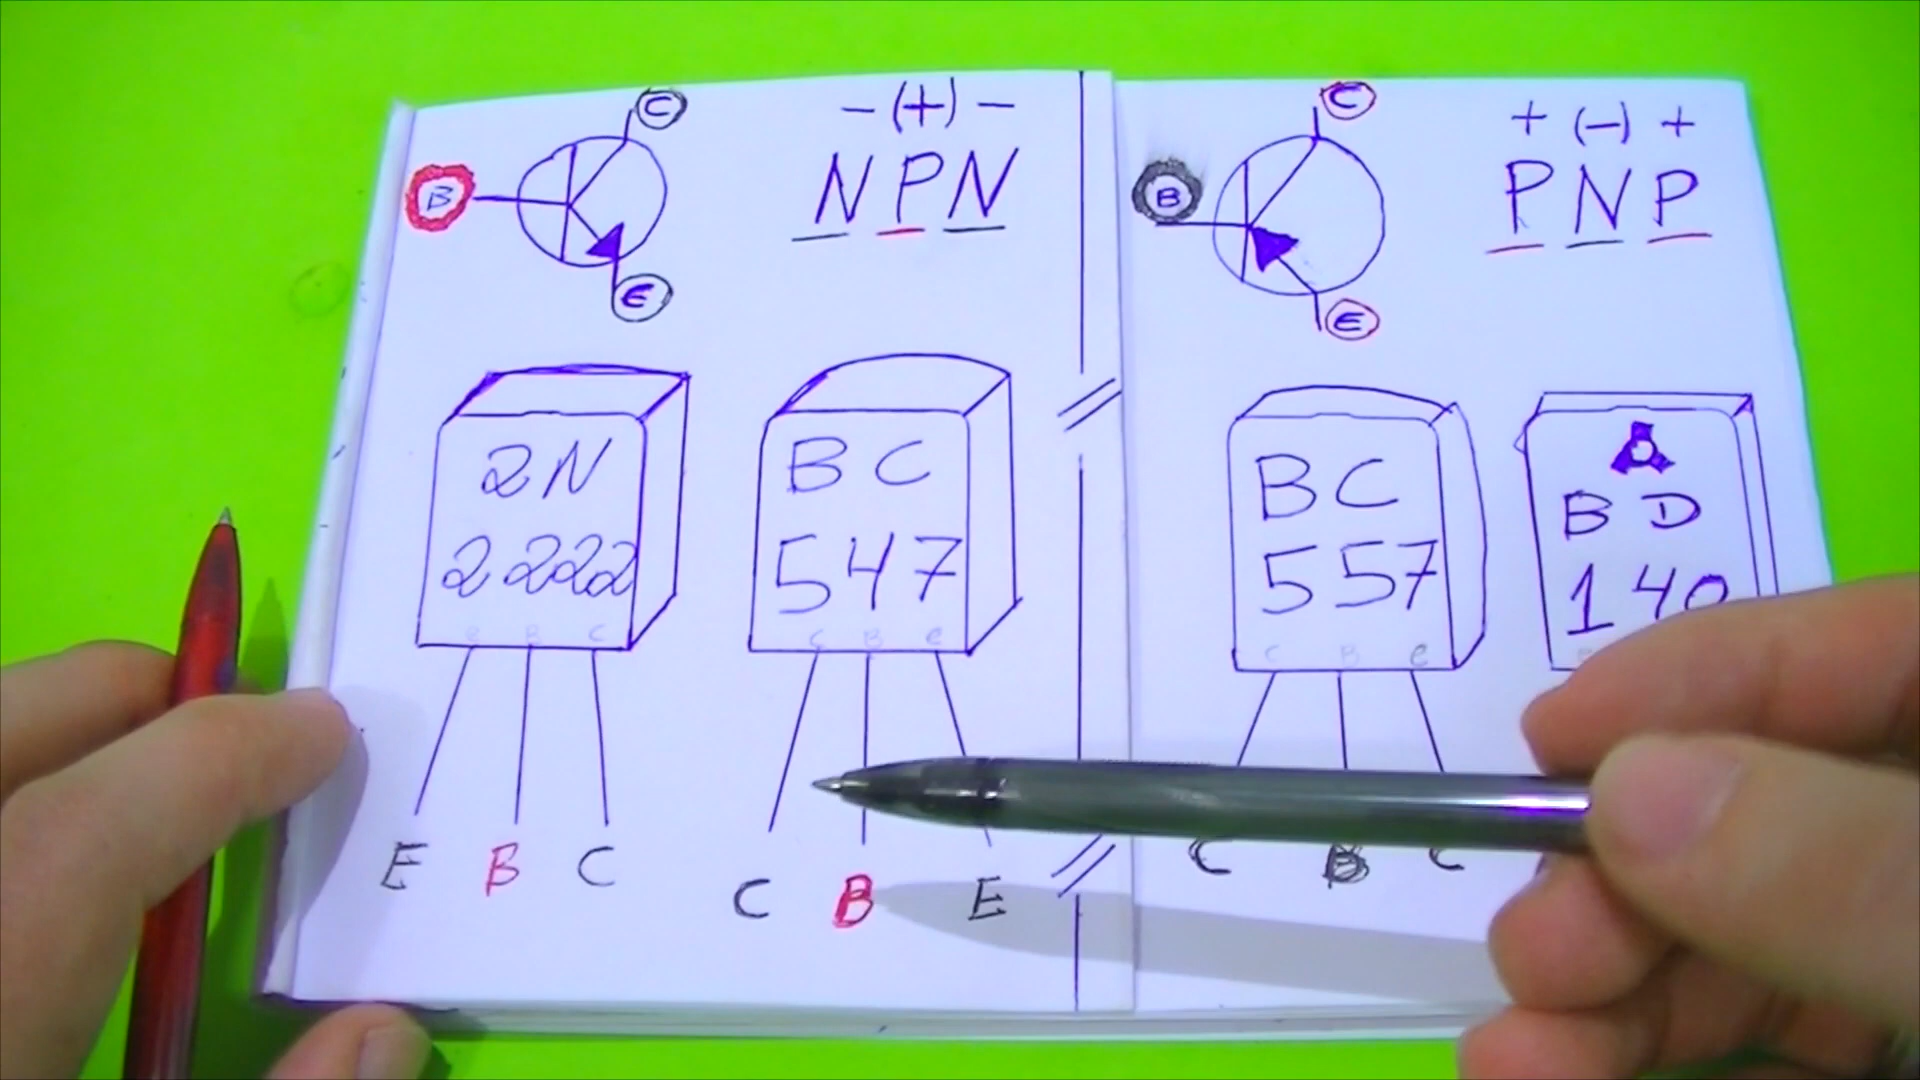 C
B
E
- (+) -
NPN
C
B
E
+ (-) +
PNP
2N
2222
e B C
E B C
BC
547
C B e
C B E
BC
557
C B e
C B
BD
140